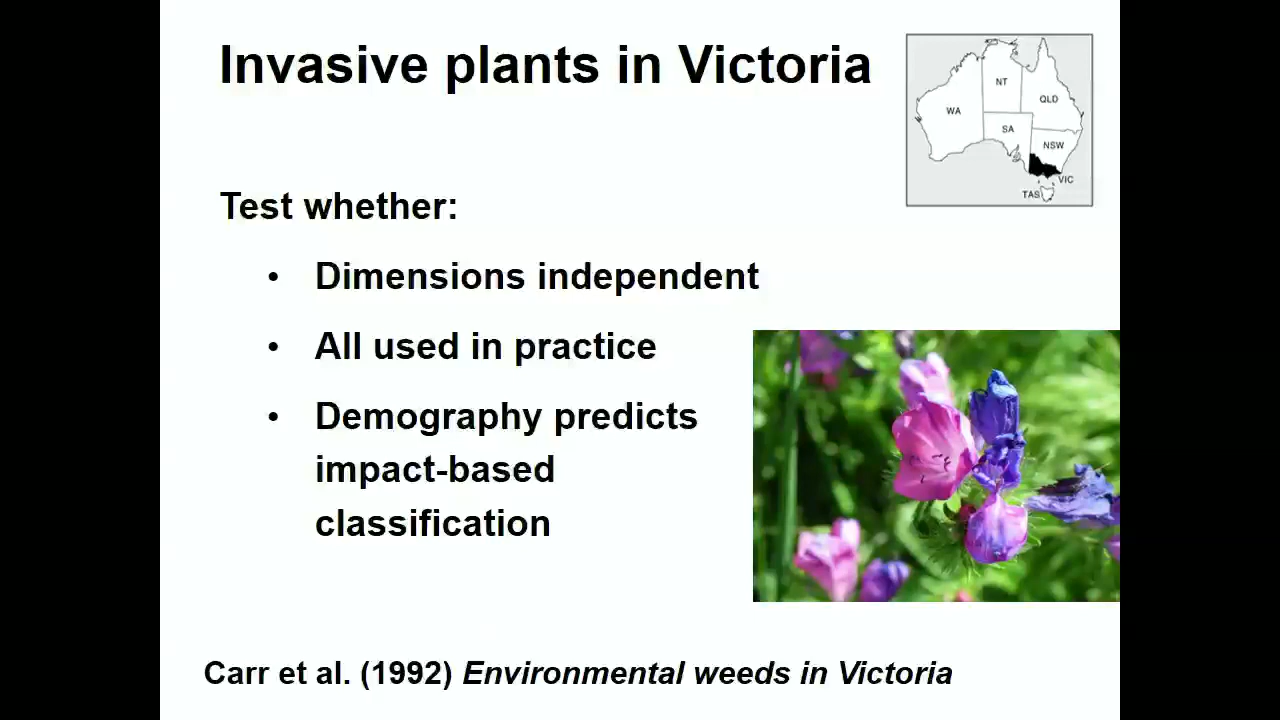 Invasive plants in Victoria
WA
NT
QLD
SA
NSW
VIC
TAS
Test whether:
• Dimensions independent
• All used in practice
• Demography predicts
impact-based
classification
Carr et al. (1992) Environmental weeds in Victoria